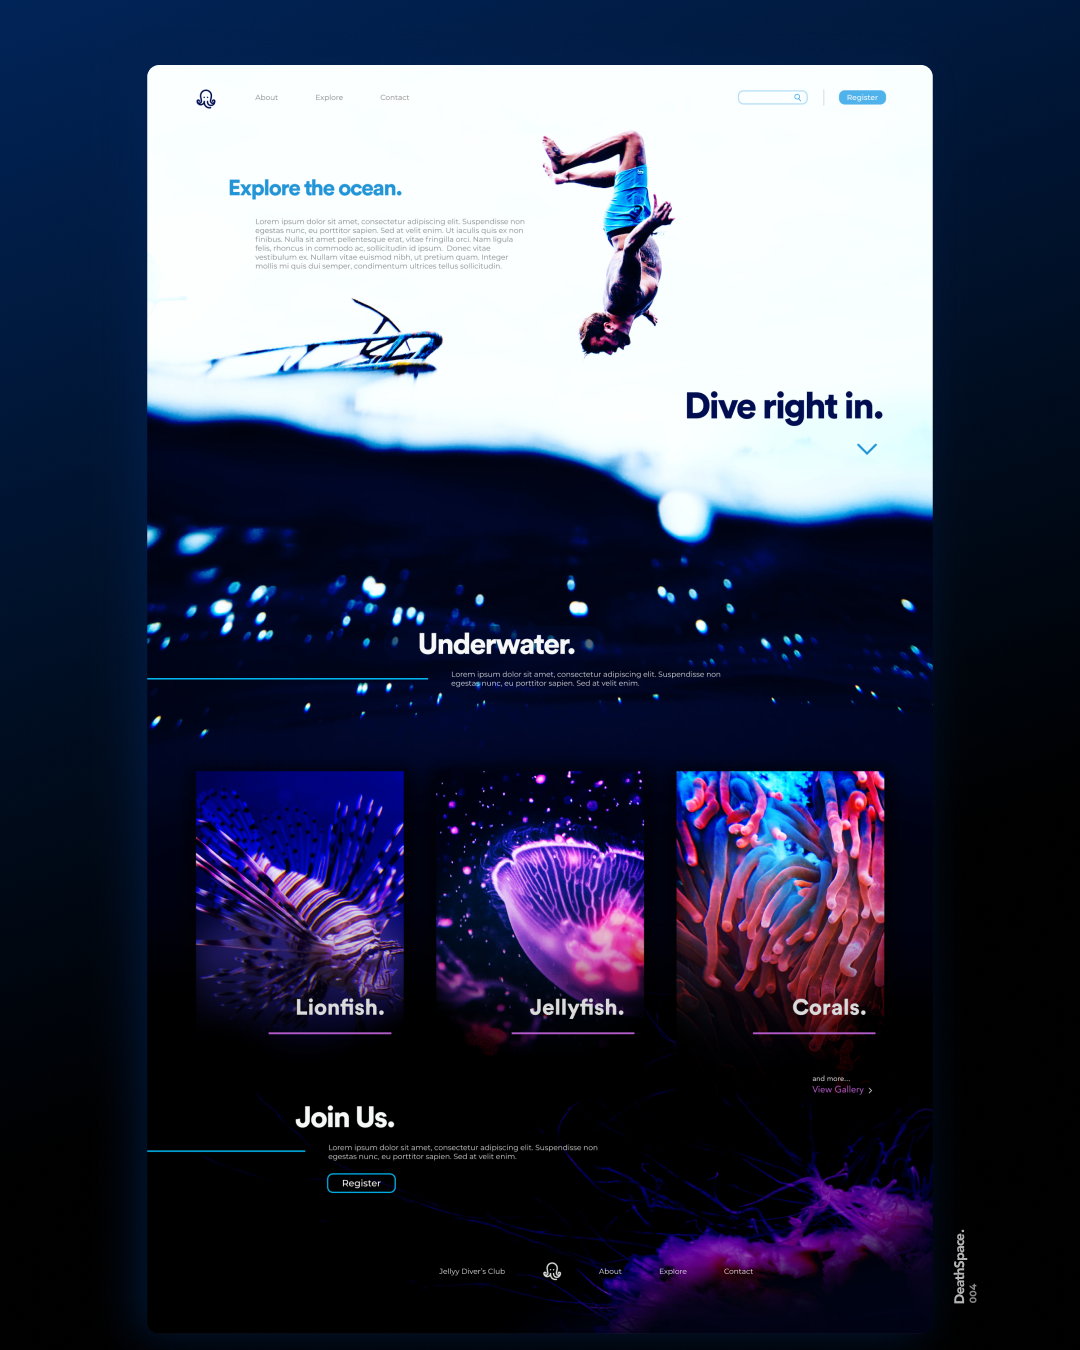 About
Explore
Contact
Register
Explore the ocean.
Lorem ipsum dolor sit amet, consectetur adipiscing elit. Suspendisse non
egestas nunc, eu porttitor sapien. Sed at velit enim. Ut iaculis quis ex non
finibus. Nulla sit amet pellentesque erat, vitae fringilla orci. Nam ligula
felis, rhoncus in commodo ac, sollicitudin id ipsum. Donec vitae
vestibulum ex. Nullam vitae euismod nibh, ut pretium quam. Integer
mollis mi quis dui semper, condimentum ultrices tellus sollicitudin.
Dive right in.
Underwater.
Lorem ipsum dolor sit amet, consectetur adipiscing elit. Suspendisse non
egestas nunc, eu porttitor sapien. Sed at velit enim.
Lionfish.
Jellyfish.
Corals.
and more...
View Gallery
Join Us.
Lorem ipsum dolor sit amet, consectetur adipiscing elit. Suspendisse non
egestas nunc, eu porttitor sapien. Sed at velit enim.
Register
Jellyy Diver's Club
About
Explore
Contact
DeathSpace.
004